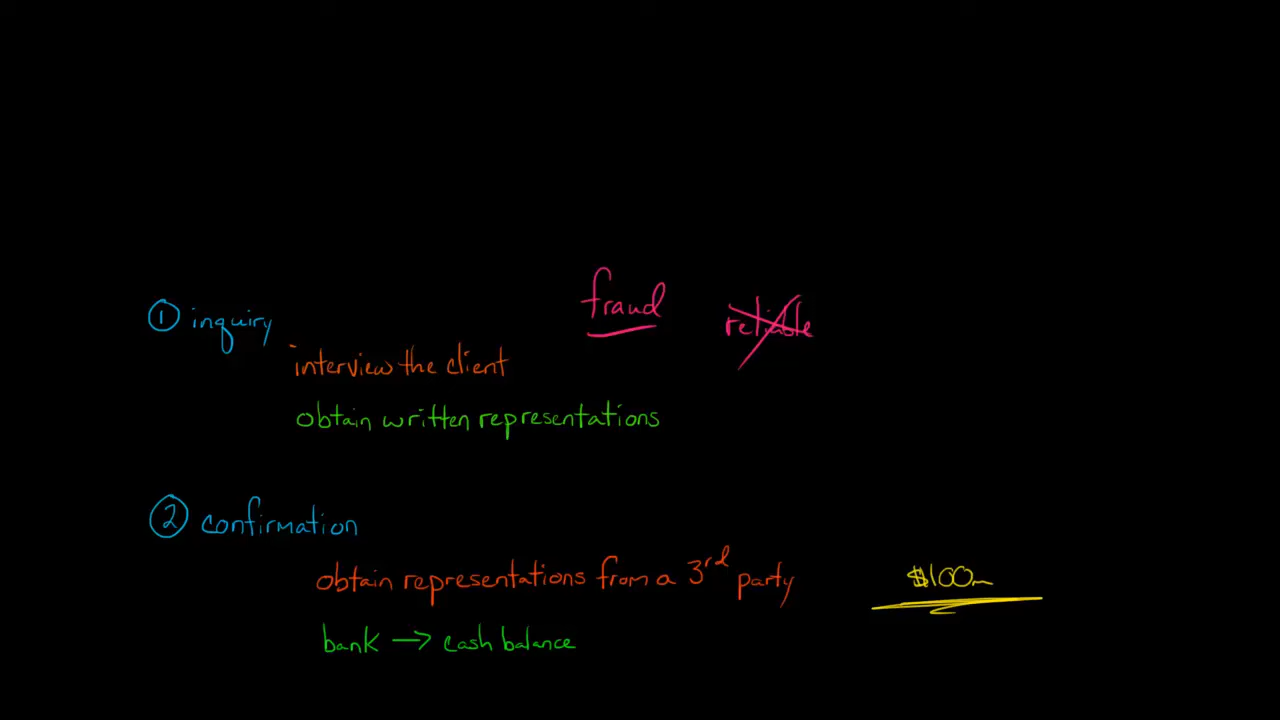 fraud
① inquiry
reliable
interview the client
obtain written representations
② confirmation
obtain representations from a 3rd party
$100m
bank → cash balance